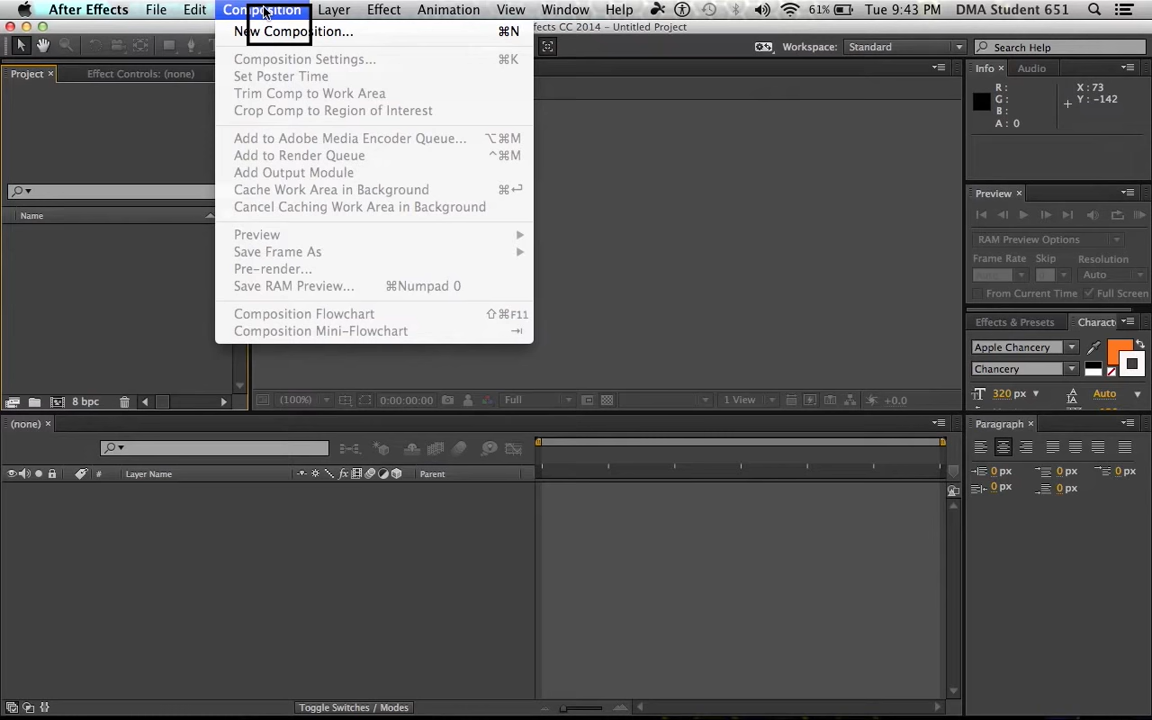 After Effects File Edit Composition Layer Effect Animation View Window Help 61% Tue 9:43 PM DMA Student 651
ffects CC 2014 - Untitled Project
Workspace: Standard Search Help
Project Effect Controls: (none)
Info Audio
R:
G:
B:
A: 0
X: 73
Y: -142
New Composition... ⌘N
Composition Settings... ⌘K
Set Poster Time
Trim Comp to Work Area
Crop Comp to Region of Interest
Add to Adobe Media Encoder Queue... ⌥⌘M
Add to Render Queue ^⌘M
Add Output Module
Cache Work Area in Background ⌘↩
Cancel Caching Work Area in Background
Preview
Save Frame As
Pre-render...
Save RAM Preview... ⌘Numpad 0
Composition Flowchart ⇧⌘F11
Composition Mini-Flowchart ⇥
Name
Preview
RAM Preview Options
Frame Rate Skip Resolution
Auto
From Current Time Full Screen
Effects & Presets Charact
Apple Chancery
Chancery
320 px Auto
8 bpc
(100%) 0:00:00:00 Full 1 View +0.0
(none)
# Layer Name Parent
Paragraph
0 px 0 px 0 px
0 px 0 px
Toggle Switches / Modes